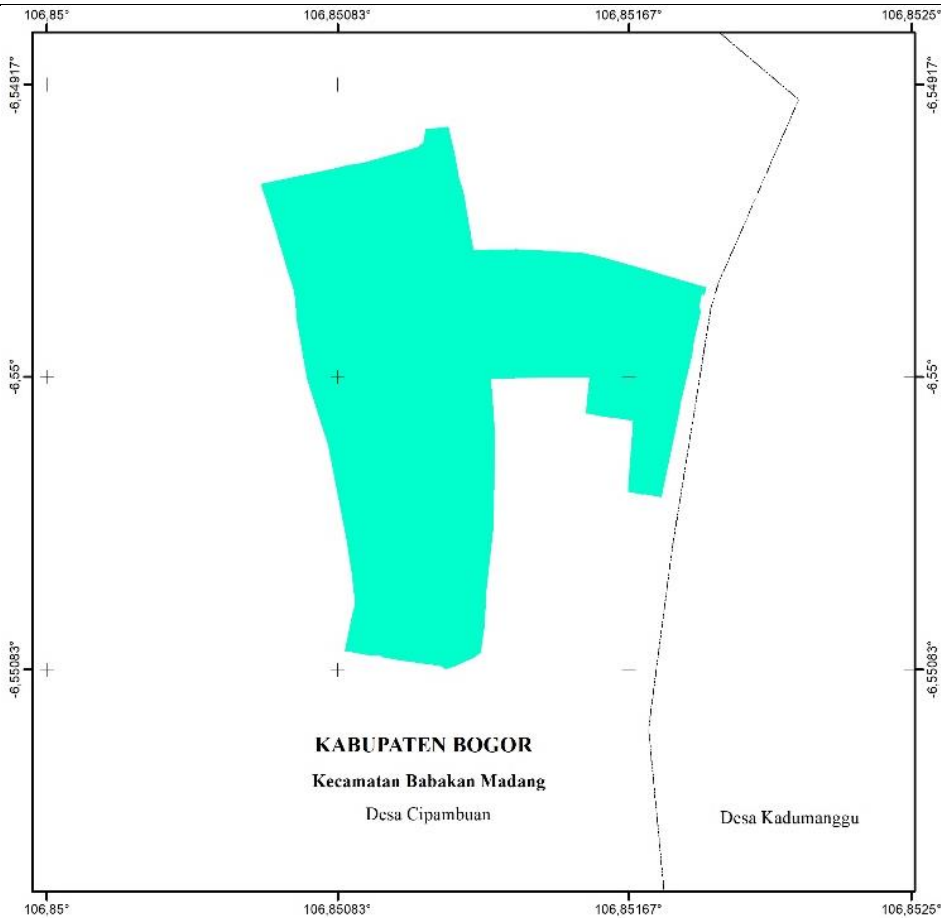 106,85° 106,85083° 106,85167° 106,8525°
-6,54917° -6,54917°
-6,55° -6,55°
-6,55083° -6,55083°
KABUPATEN BOGOR
Kecamatan Babakan Madang
Desa Cipambuan
Desa Kadumanggu
106,85° 106,85083° 106,85167° 106,8525°